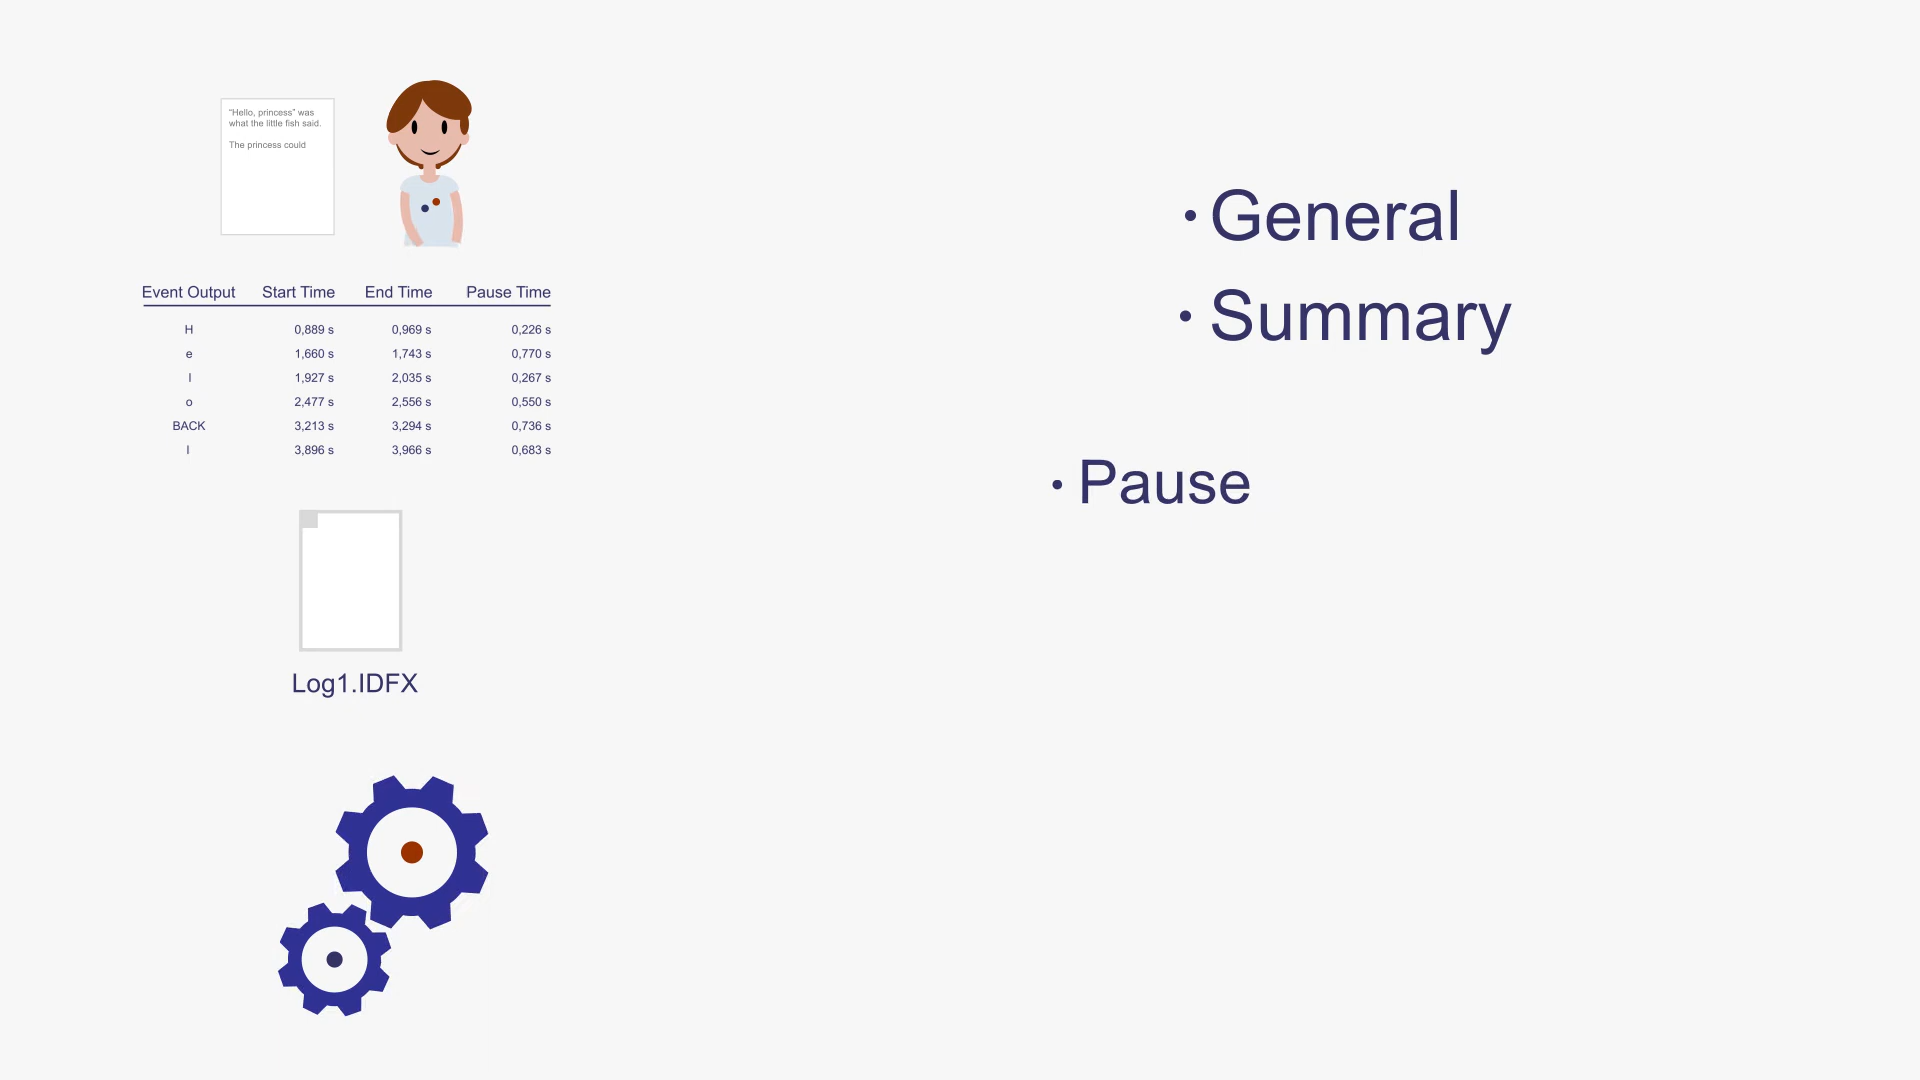 “Hello, princess” was
what the little fish said.
The princess could
Event Output Start Time End Time Pause Time
H 0,889 s 0,969 s 0,226 s
e 1,660 s 1,743 s 0,770 s
l 1,927 s 2,035 s 0,267 s
o 2,477 s 2,556 s 0,550 s
BACK 3,213 s 3,294 s 0,736 s
l 3,896 s 3,966 s 0,683 s
Log1.IDFX
• General
• Summary
• Pause